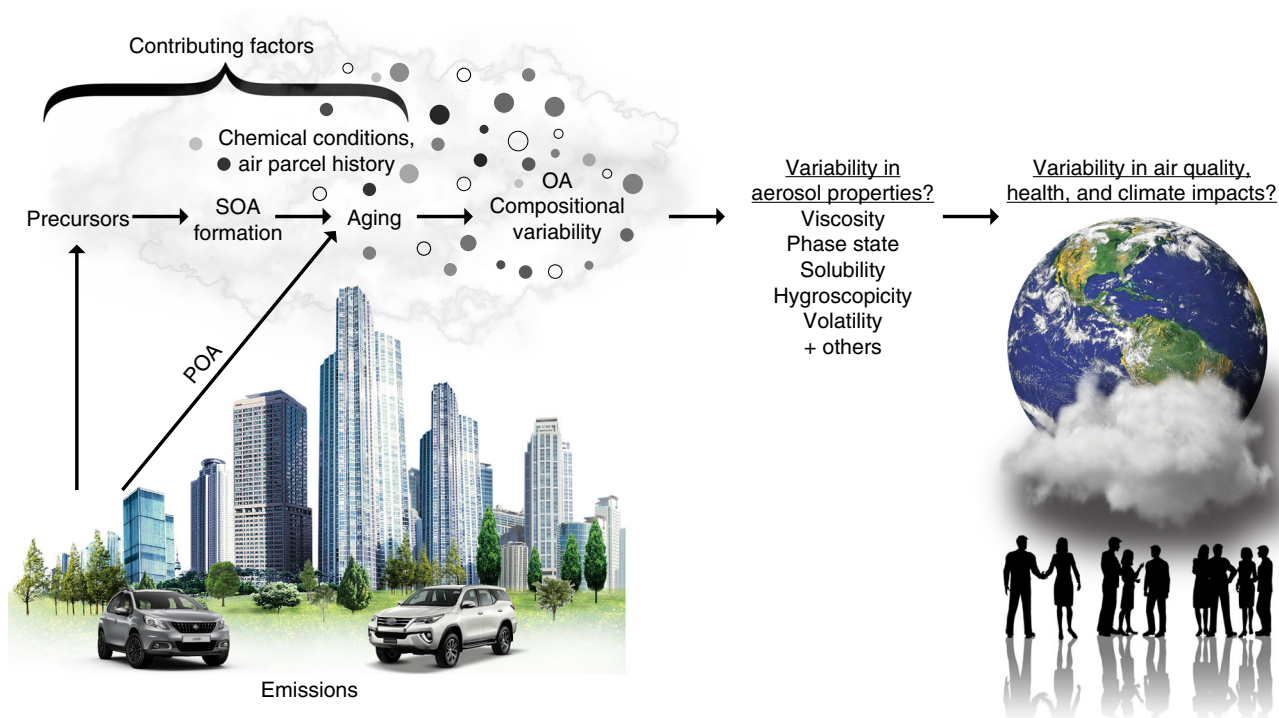 Contributing factors
Chemical conditions,
air parcel history
Precursors
SOA
formation
Aging
OA
Compositional
variability
POA
Emissions
Variability in
aerosol properties?
Viscosity
Phase state
Solubility
Hygroscopicity
Volatility
+ others
Variability in air quality,
health, and climate impacts?